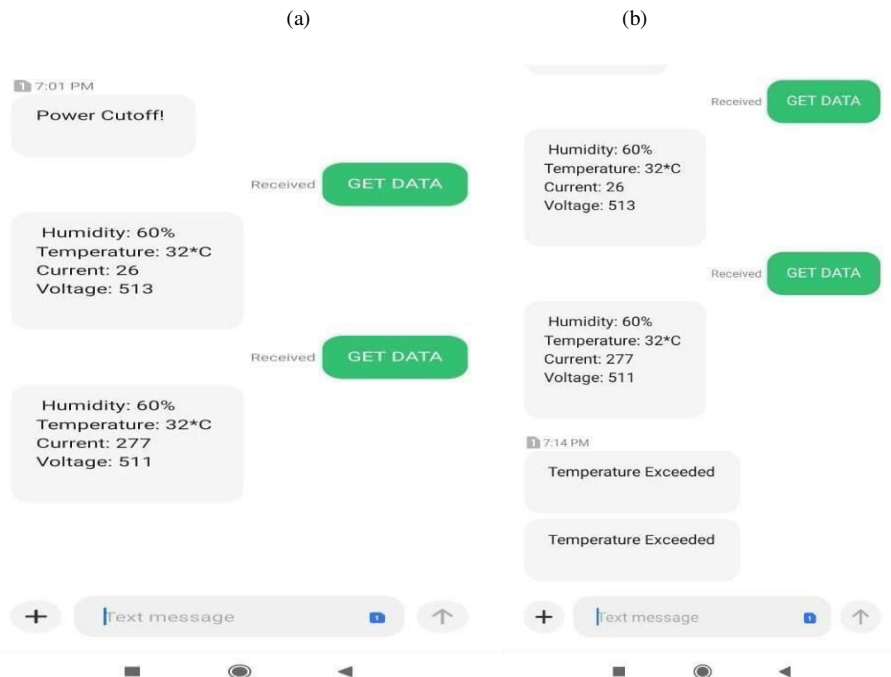 (a)
7:01 PM
Power Cutoff!
Received GET DATA
Humidity: 60%
Temperature: 32*C
Current: 26
Voltage: 513
Received GET DATA
Humidity: 60%
Temperature: 32*C
Current: 277
Voltage: 511
Text message
(b)
Received GET DATA
Humidity: 60%
Temperature: 32*C
Current: 26
Voltage: 513
Received GET DATA
Humidity: 60%
Temperature: 32*C
Current: 277
Voltage: 511
1 7:14 PM
Temperature Exceeded
Temperature Exceeded
Text message 1